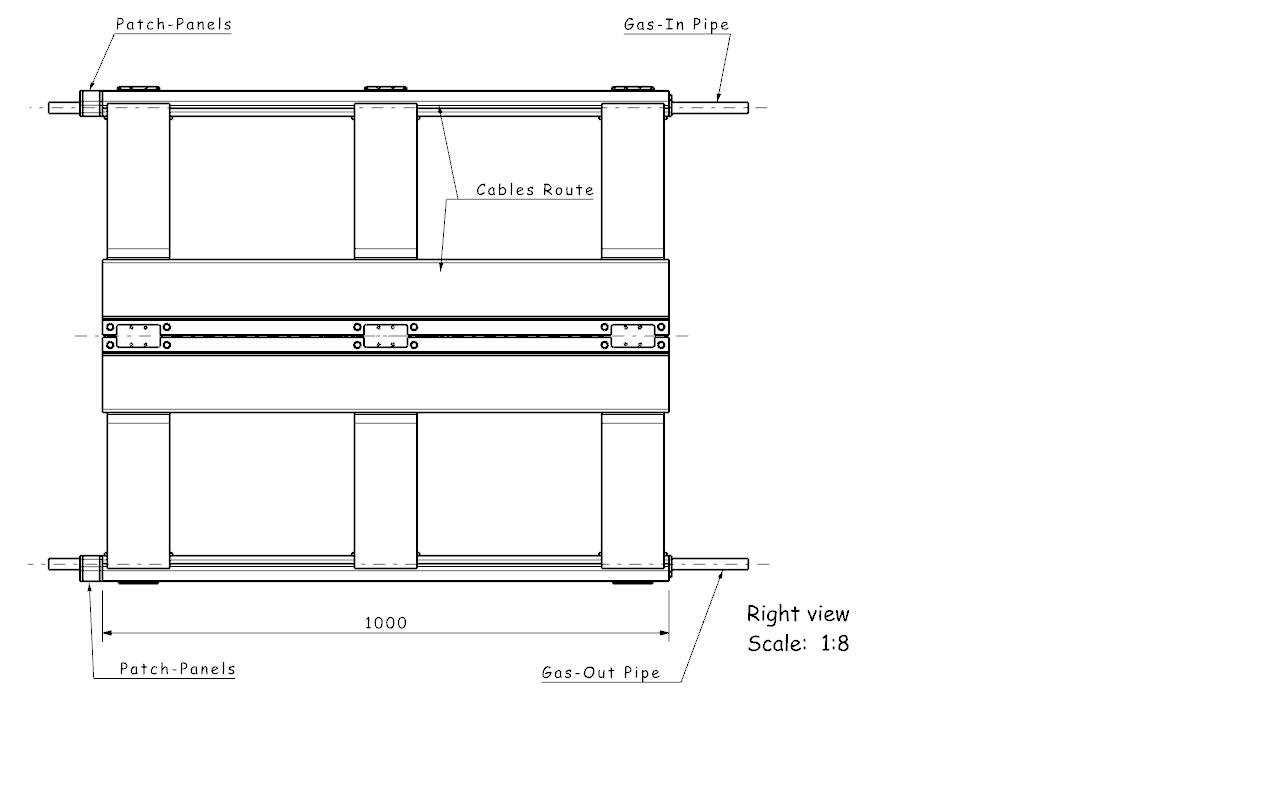 Patch-Panels
Gas-In Pipe
Cables Route
1000
Right view
Scale: 1:8
Patch-Panels
Gas-Out Pipe